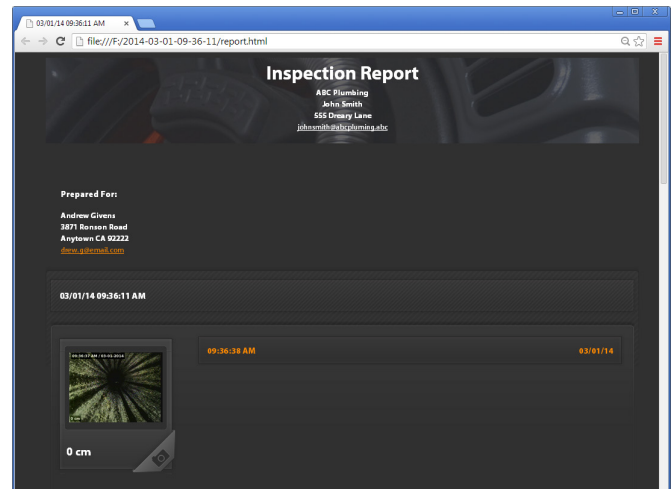 03/01/14 09:36:11 AM
file:///F:/2014-03-01-09-36-11/report.html
Inspection Report
ABC Plumbing
John Smith
555 Dreary Lane
johnsmith@abcpluming.abc
Prepared For:
Andrew Givens
3871 Ronson Road
Anytown CA 92222
drew.g@email.com
03/01/14 09:36:11 AM
09:36:37 AM / 03-01-2014
0 cm
0 cm
09:36:38 AM 03/01/14